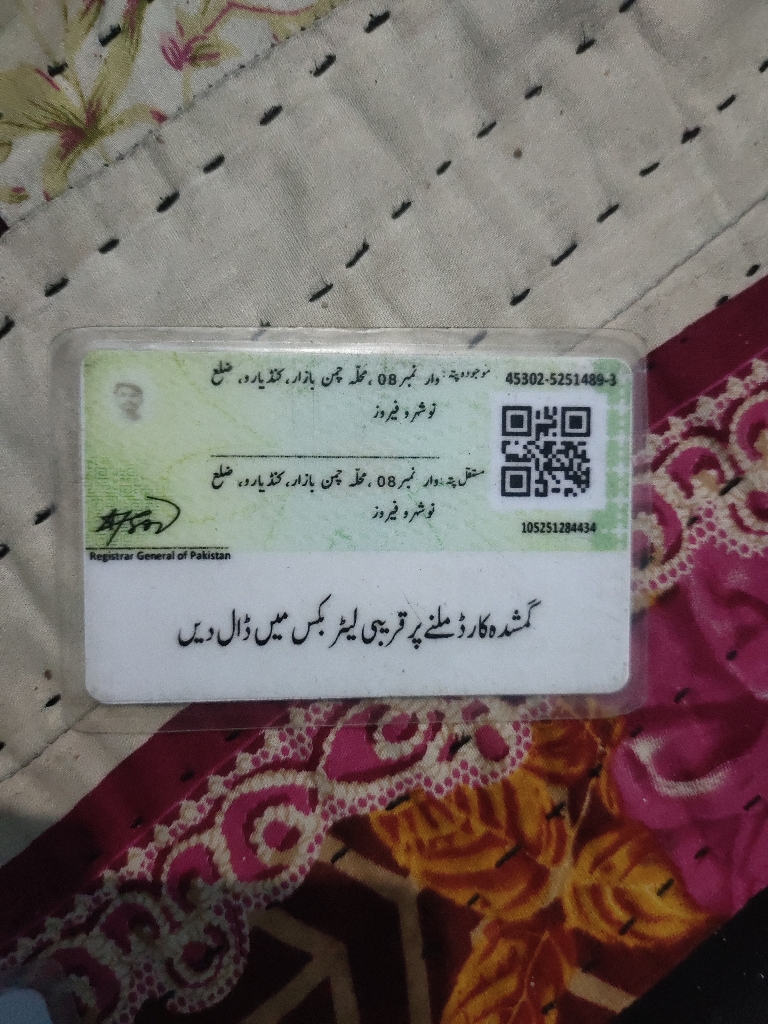 موجودہ پتہ: وار نمبر 08، محلّہ چمن بازار، کنڈیارو، ضلع
نوشہرو فیروز
45302-5251489-3
مستقل پتہ: وار نمبر 08، محلّہ چمن بازار، کنڈیارو، ضلع
نوشہرو فیروز
105251284434
Registrar General of Pakistan
گمشدہ کارڈ ملنے پر قریبی لیٹر بکس میں ڈال دیں